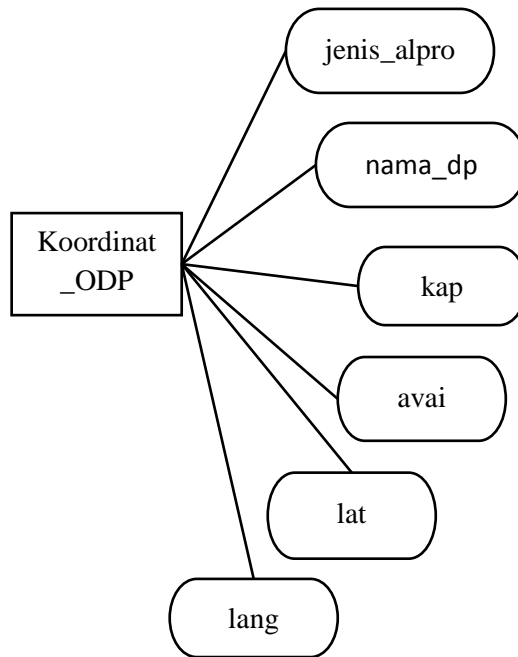 jenis_alpro
nama_dp
Koordinat
_ODP
kap
avai
lat
lang